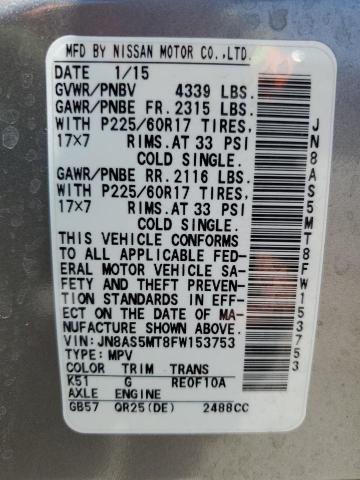 MFD BY NISSAN MOTOR CO.,LTD.
DATE 1/15
GVWR/PNBV 4339 LBS.
GAWR/PNBE FR. 2315 LBS.
WITH P225/60R17 TIRES,
17x7 RIMS.AT 33 PSI
COLD SINGLE.
GAWR/PNBE RR. 2116 LBS.
WITH P225/60R17 TIRES,
17x7 RIMS.AT 33 PSI
COLD SINGLE.
THIS VEHICLE CONFORMS
TO ALL APPLICABLE FED-
ERAL MOTOR VEHICLE SA-
FETY AND THEFT PREVEN-
TION STANDARDS IN EFF-
ECT ON THE DATE OF MA-
NUFACTURE SHOWN ABOVE.
VIN: JN8AS5MT8FW153753
TYPE: MPV
COLOR TRIM TRANS
K51 G RE0F10A
AXLE ENGINE
GB57 QR25(DE) 2488CC
JN8AS5MT8FW153753